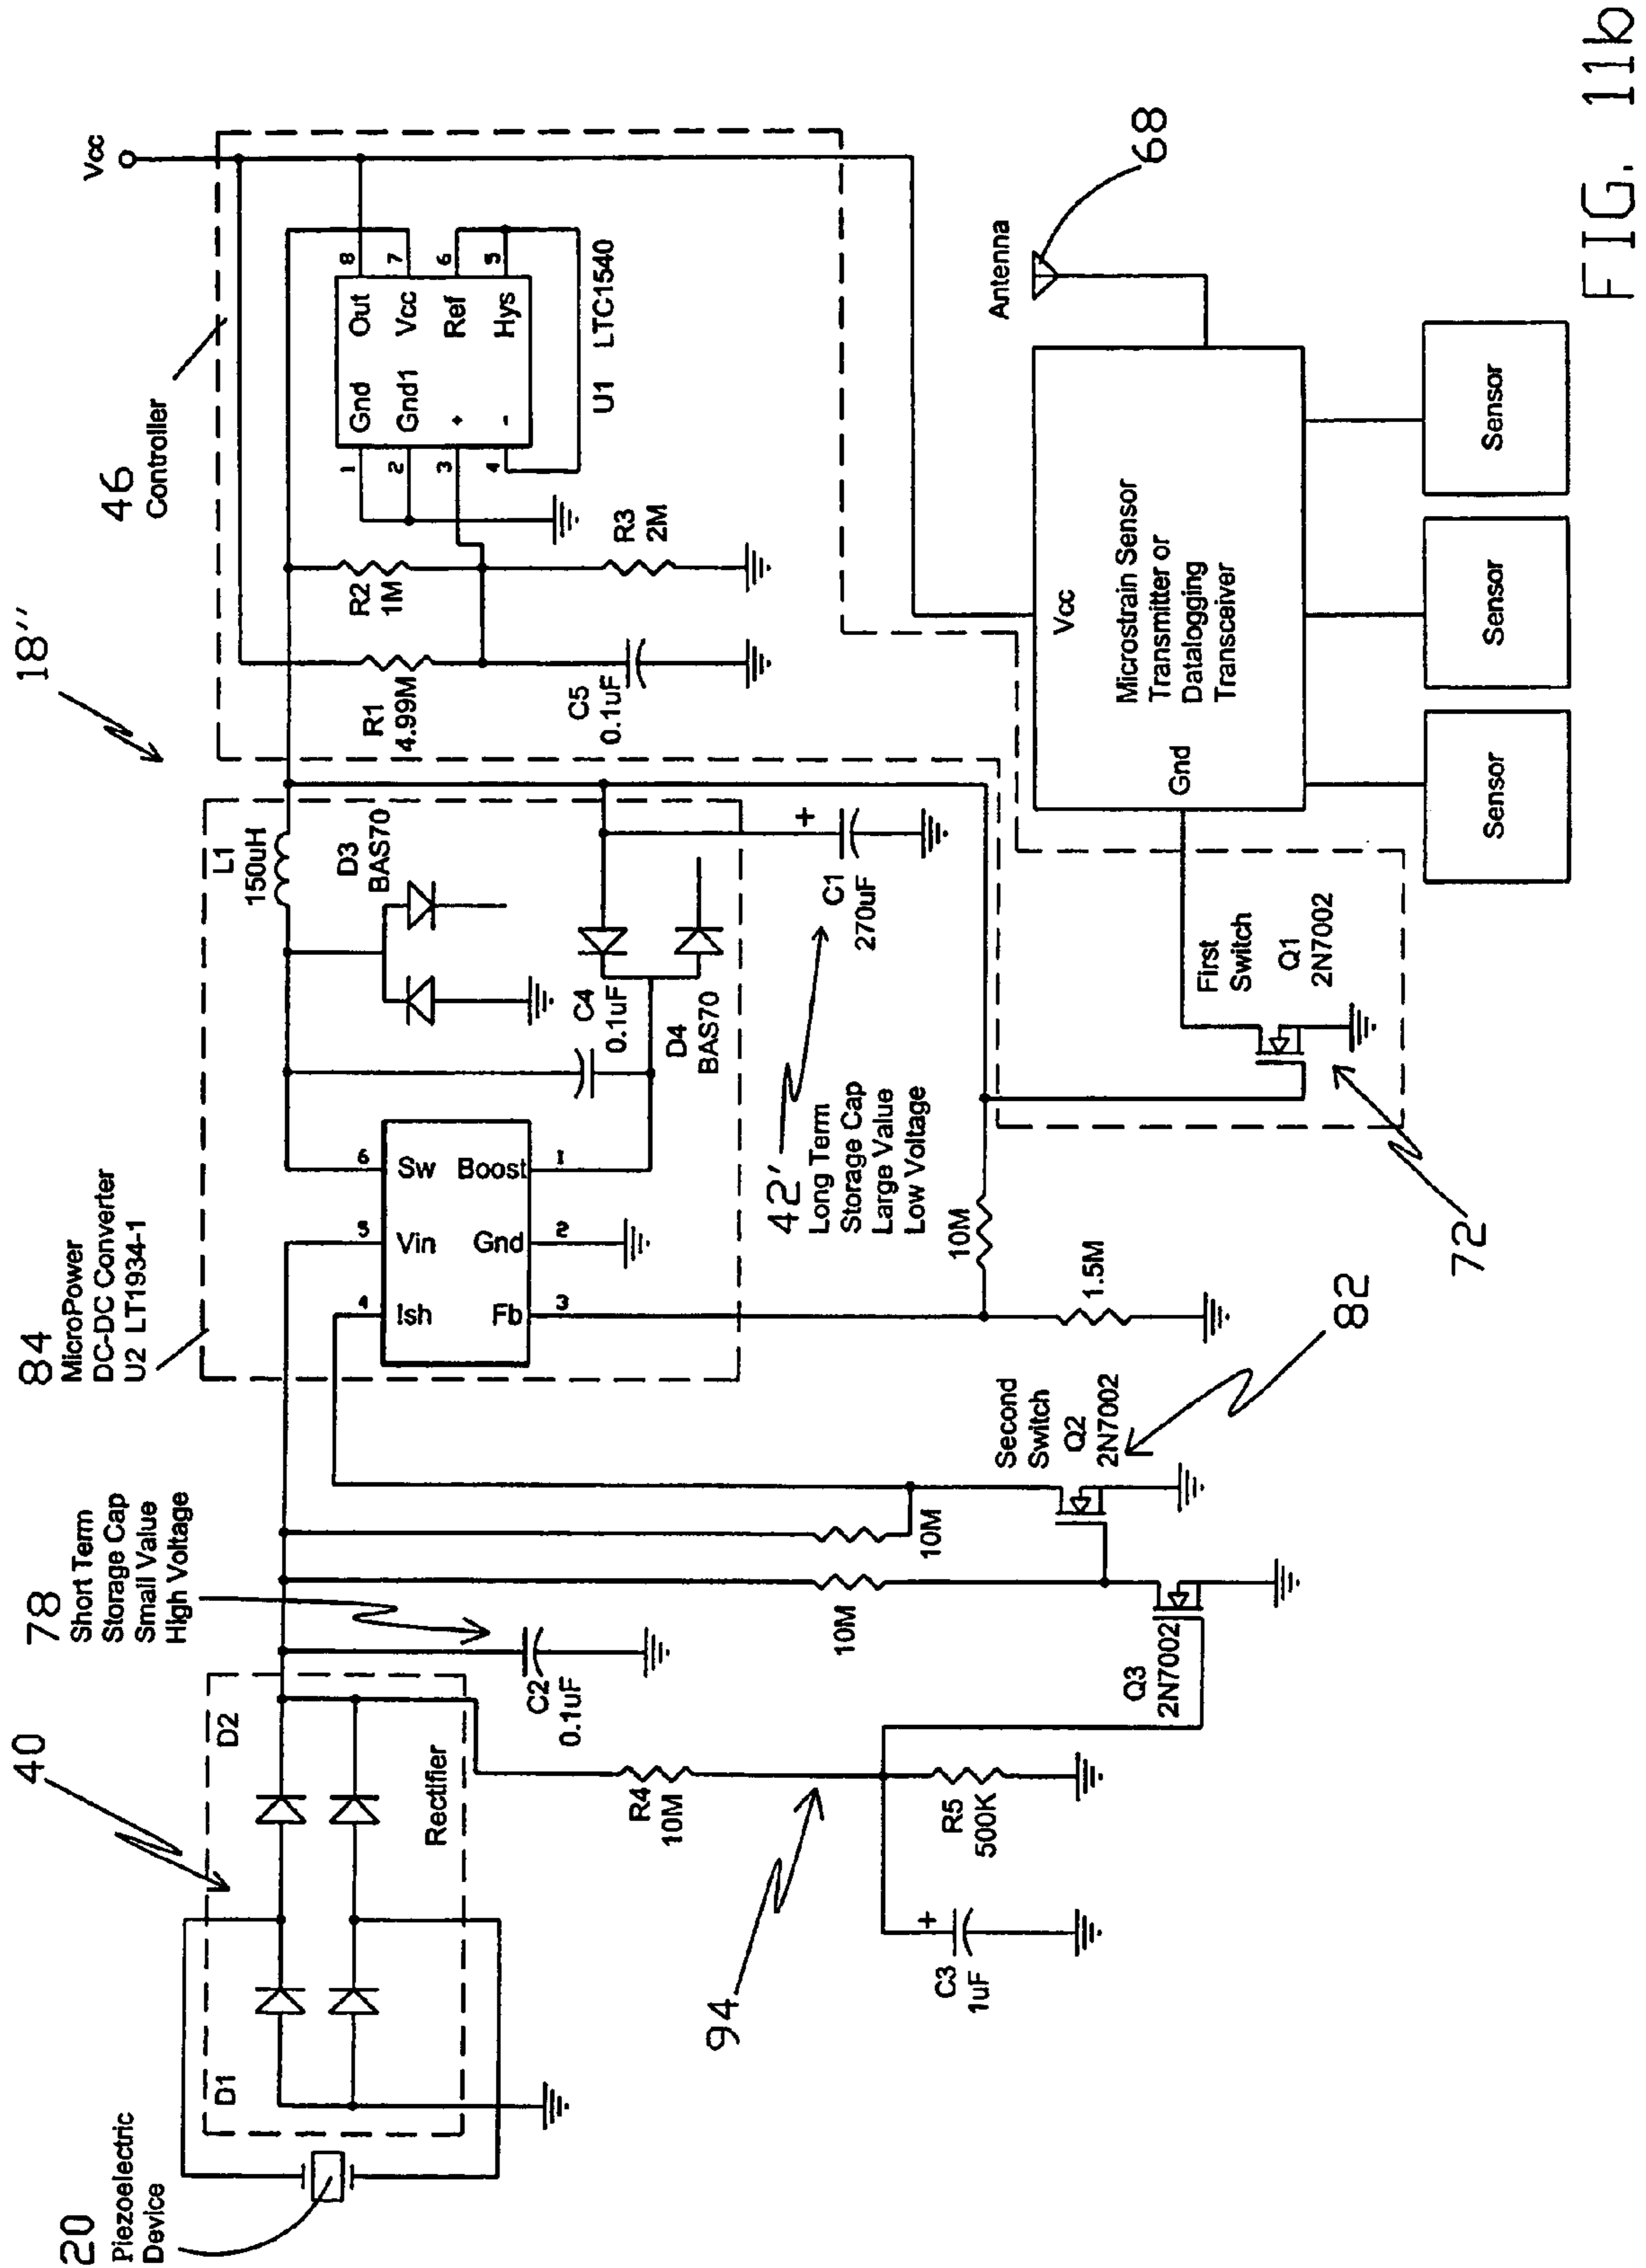 18′′
20
Piezoelectric
Device
40
D1
D2
Rectifier
78
Short Term
Storage Cap
Small Value
High Voltage
C2
0.1uF
84
MicroPower
DC-DC Converter
U2 LT1934-1
4
5
6
Ish
Vin
Sw
Fb
Gnd
Boost
3
2
1
L1
150uH
D3
BAS70
C4
0.1uF
D4
BAS70
46
Controller
Vcc
R1
4.99M
R2
1M
C5
0.1uF
R3
2M
1
2
3
4
Gnd
Gnd1
+
-
Out
Vcc
Ref
Hys
8
7
6
5
U1 LTC1540
42′
Long Term
Storage Cap
Large Value
Low Voltage
+
C1
270uF
94
R4
10M
+
C3
1uF
R5
500K
10M
10M
Q3
2N7002
Second
Switch
Q2
2N7002
82
10M
1.5M
First
Switch
Q1
2N7002
72
Vcc
Gnd
Microstrain Sensor
Transmitter or
Datalogging
Transceiver
Antenna
68
Sensor
Sensor
Sensor
FIG. 11b